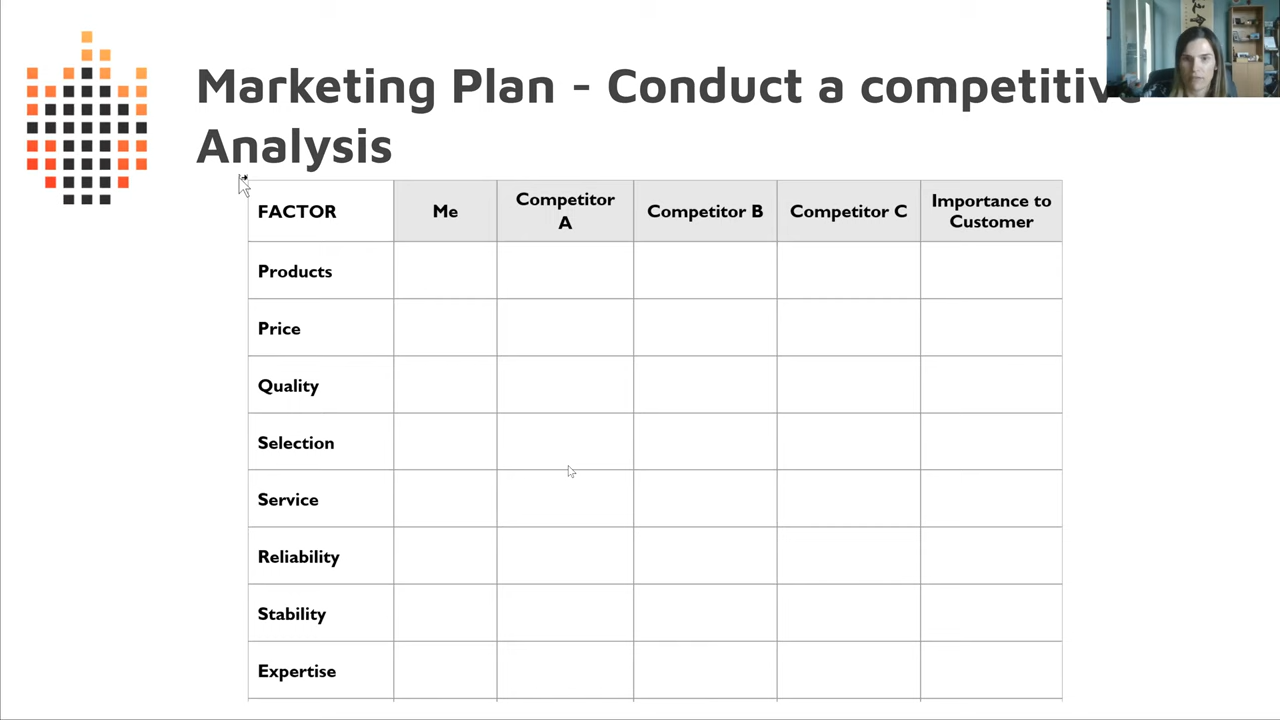 Marketing Plan - Conduct a competitive
Analysis
FACTOR Me Competitor A Competitor B Competitor C Importance to Customer
Products
Price
Quality
Selection
Service
Reliability
Stability
Expertise